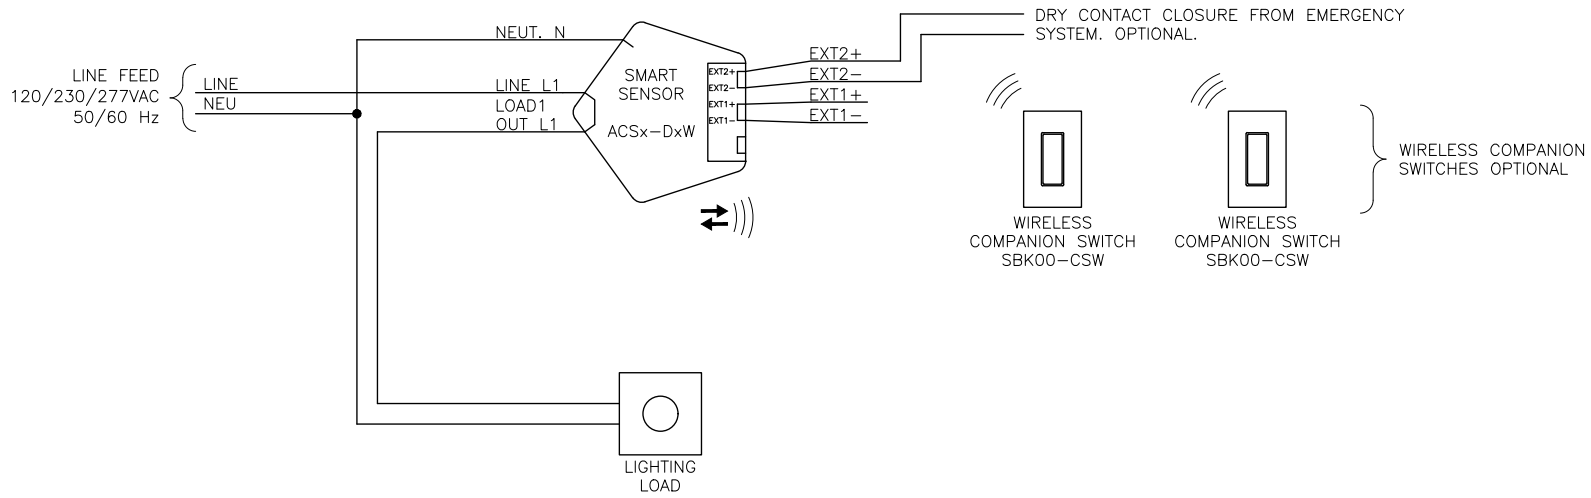 DRY CONTACT CLOSURE FROM EMERGENCY
SYSTEM. OPTIONAL.
NEUT. N
LINE FEED
120/230/277VAC
50/60 Hz
LINE
NEU
LINE L1
LOAD1
OUT L1
SMART
SENSOR
ACSx-DxW
EXT2+
EXT2-
EXT1+
EXT1-
EXT2+
EXT2-
EXT1+
EXT1-
WIRELESS
COMPANION SWITCH
SBK00-CSW
WIRELESS
COMPANION SWITCH
SBK00-CSW
WIRELESS COMPANION
SWITCHES OPTIONAL
LIGHTING
LOAD